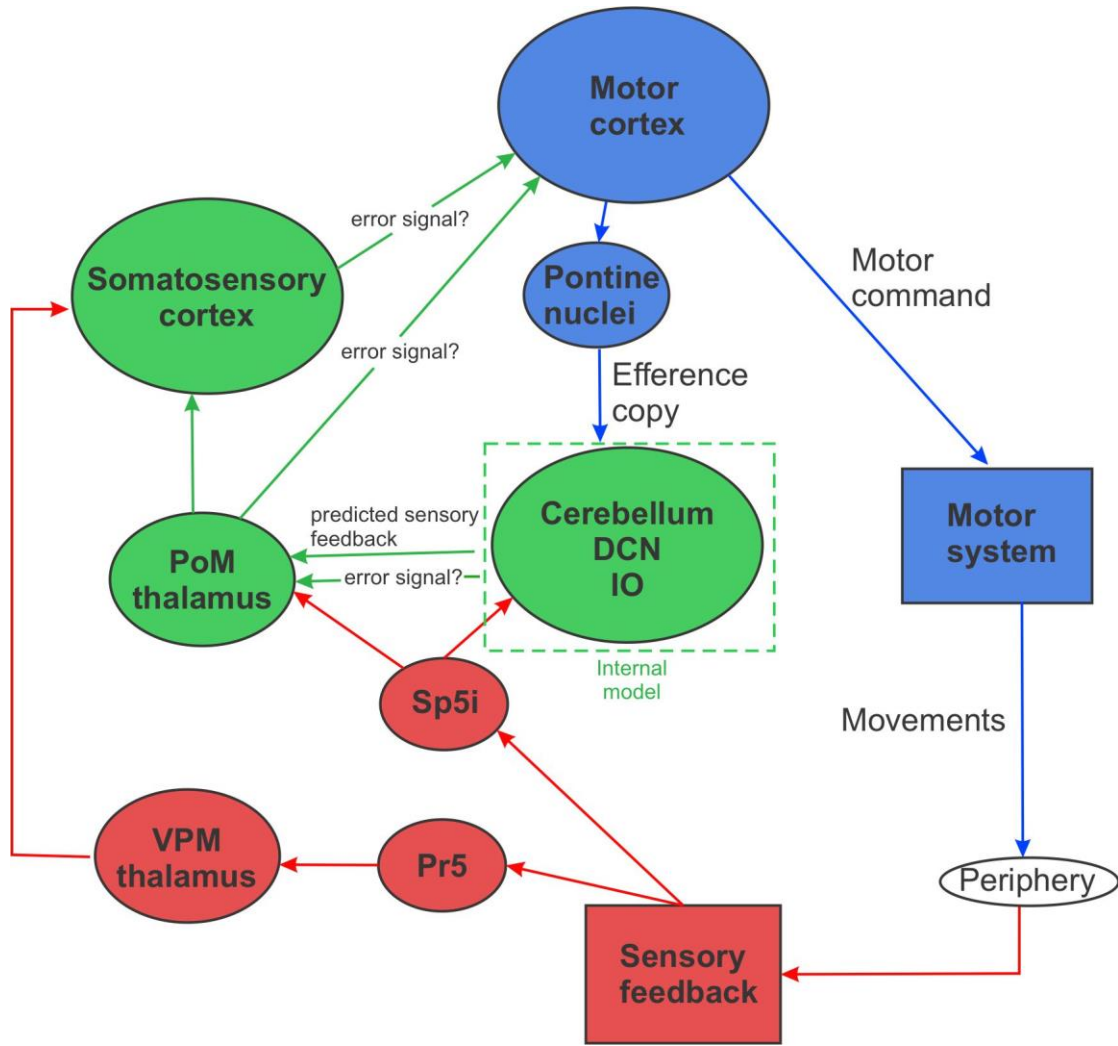 Motor
cortex
error signal?
Somatosensory
cortex
Pontine
nuclei
Motor
command
error signal?
Efference
copy
predicted sensory
feedback
Cerebellum
DCN
IO
Motor
system
PoM
thalamus
error signal?
Internal
model
Sp5i
Movements
VPM
thalamus
Pr5
Periphery
Sensory
feedback